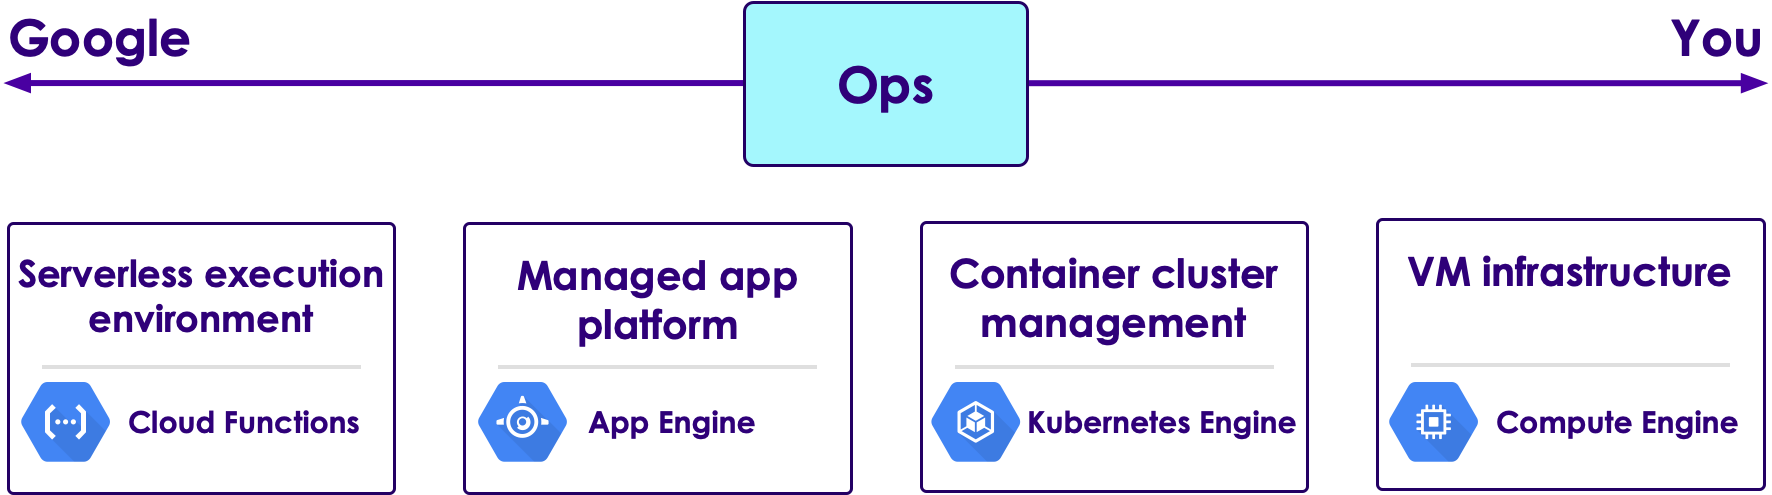 Google
Ops
You
Serverless execution
environment
Cloud Functions
Managed app
platform
App Engine
Container cluster
management
Kubernetes Engine
VM infrastructure
Compute Engine